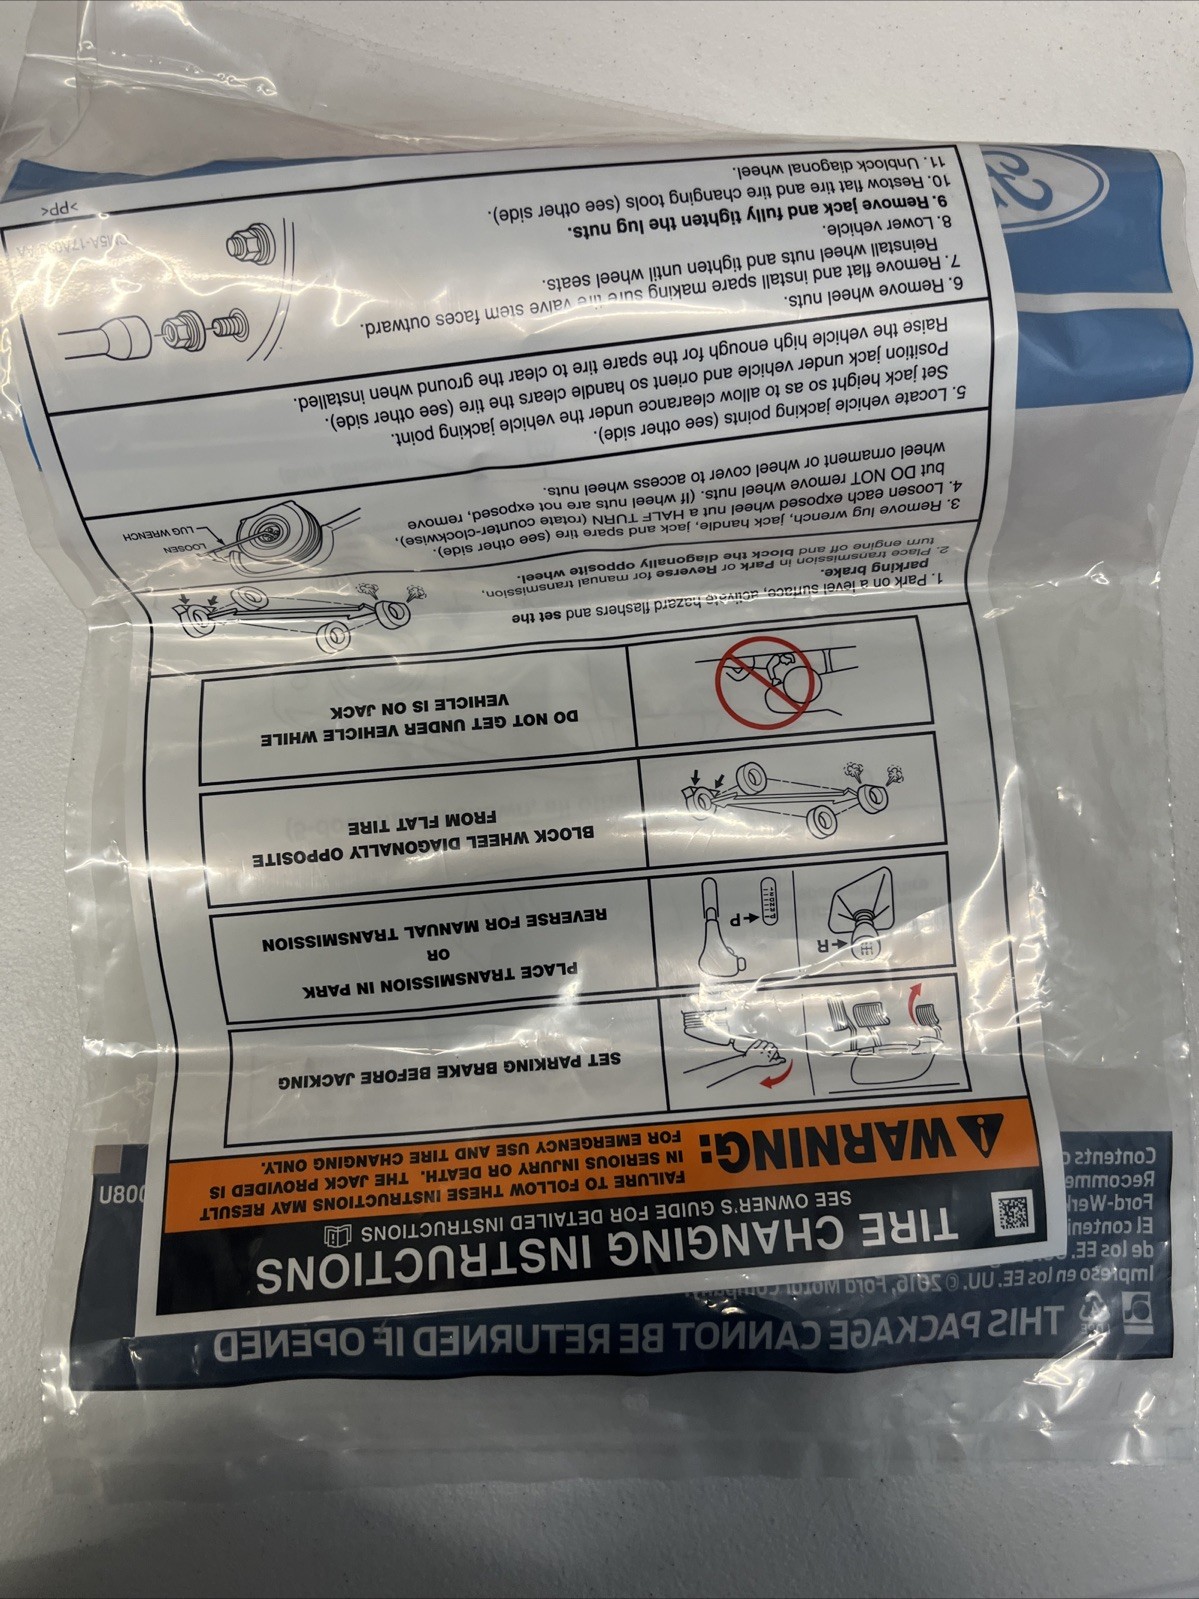 TIRE CHANGING INSTRUCTIONS
SEE OWNER'S GUIDE FOR DETAILED INSTRUCTIONS
WARNING:
FAILURE TO FOLLOW THESE INSTRUCTIONS MAY RESULT
IN SERIOUS INJURY OR DEATH. THE JACK PROVIDED IS
FOR EMERGENCY USE AND TIRE CHANGING ONLY.
SET PARKING BRAKE BEFORE JACKING
R
P
PLACE TRANSMISSION IN PARK
OR
REVERSE FOR MANUAL TRANSMISSION
BLOCK WHEEL DIAGONALLY OPPOSITE
FROM FLAT TIRE
DO NOT GET UNDER VEHICLE WHILE
VEHICLE IS ON JACK
1. Park on a level surface, activate hazard flashers and set the
parking brake.
2. Place transmission in Park or Reverse for manual transmission,
turn engine off and block the diagonally opposite wheel.
3. Remove lug wrench, jack handle, jack and spare tire (see other side).
4. Loosen each exposed wheel nut a HALF TURN (rotate counter-clockwise),
but DO NOT remove wheel nuts. (If wheel nuts are not exposed, remove
wheel ornament or wheel cover to access wheel nuts.
LOOSEN
LUG WRENCH
5. Locate vehicle jacking points (see other side).
Set jack height so as to allow clearance under the vehicle jacking point.
Position jack under vehicle and orient so handle clears the tire (see other side).
Raise the vehicle high enough for the spare tire to clear the ground when installed.
6. Remove wheel nuts.
7. Remove flat and install spare making sure tire valve stem faces outward.
Reinstall wheel nuts and tighten until wheel seats.
8. Lower vehicle.
9. Remove jack and fully tighten the lug nuts.
10. Restow flat tire and tire changing tools (see other side).
11. Unblock diagonal wheel.
>PP<
THIS PACKAGE CANNOT BE RETURNED IF OPENED
Contents
Recomme
Ford-Werk
El conteni
de los EE.
Impreso en los EE. UU. © 2016, Ford Motor Company.
008U